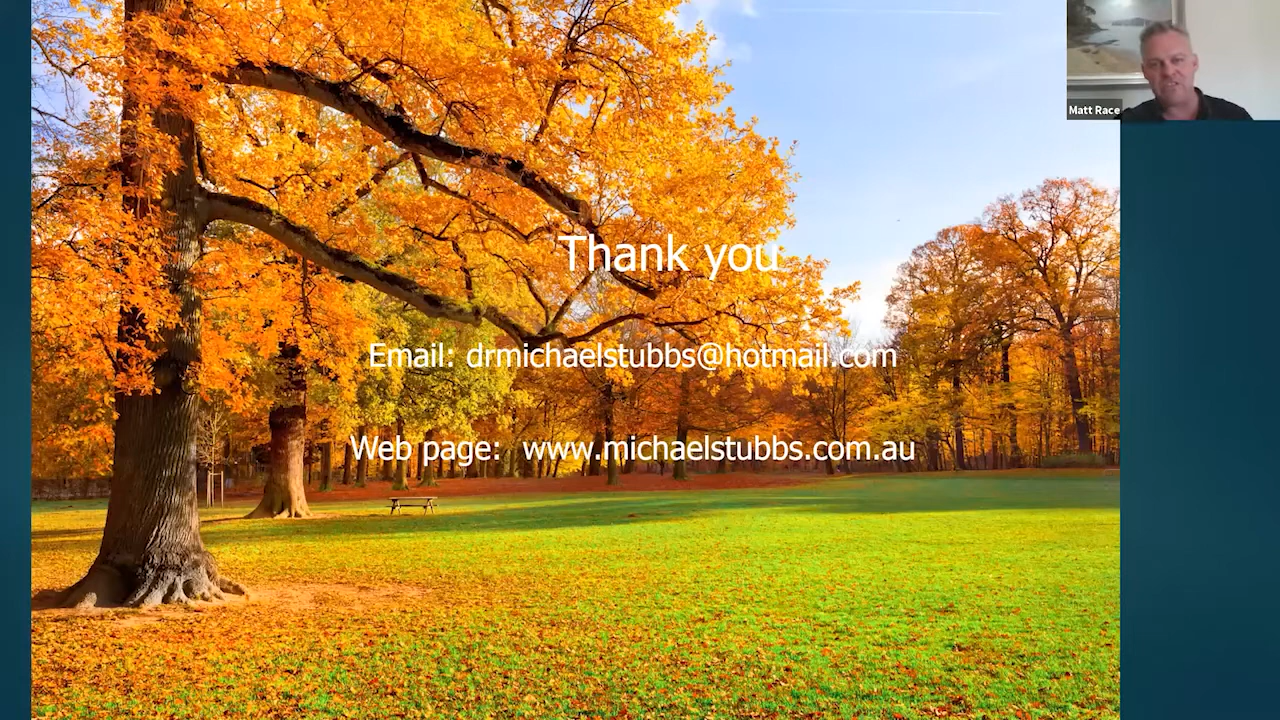 Matt Race
Thank you
Email: drmichaelstubbs@hotmail.com
Web page: www.michaelstubbs.com.au